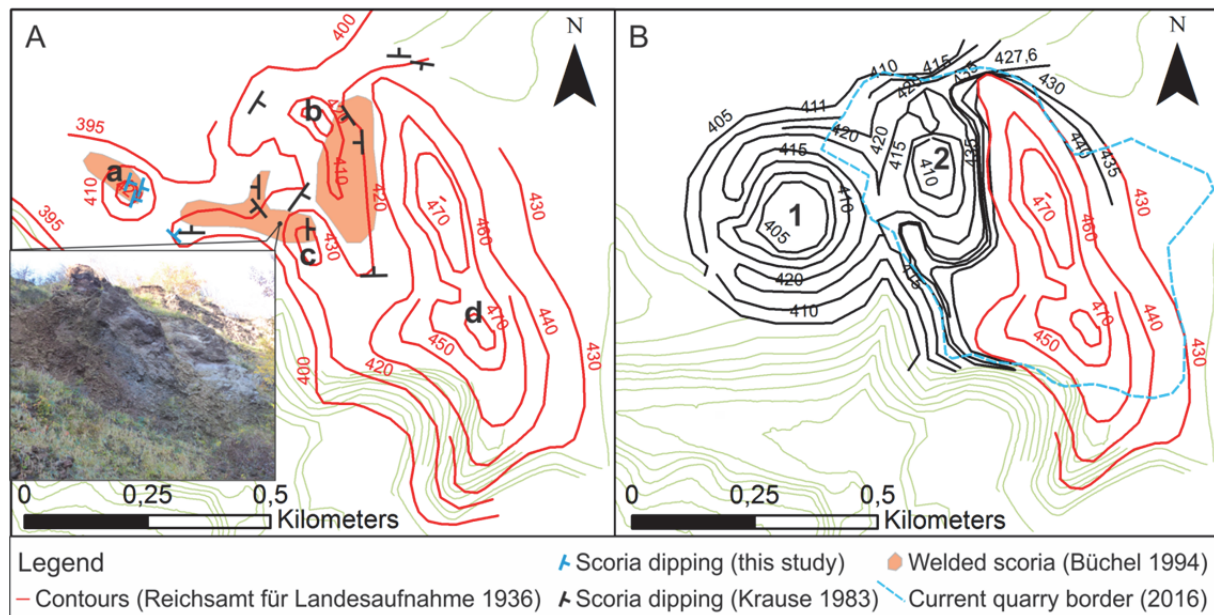 A
400
N
b
395
a
410
410
420
430
470
460
395
430
c
d
470
440
450
400
420
430
0 0,25 0,5
Kilometers
B
N
410
415
435
427,6
420
430
411
405
420
420
415
415
2
440
435
410
1
410
470
460
405
415
420
410
470
440
450
430
0 0,25 0,5
Kilometers
Legend
Contours (Reichsamt für Landesaufnahme 1936)
Scoria dipping (this study)
Scoria dipping (Krause 1983)
Welded scoria (Büchel 1994)
Current quarry border (2016)